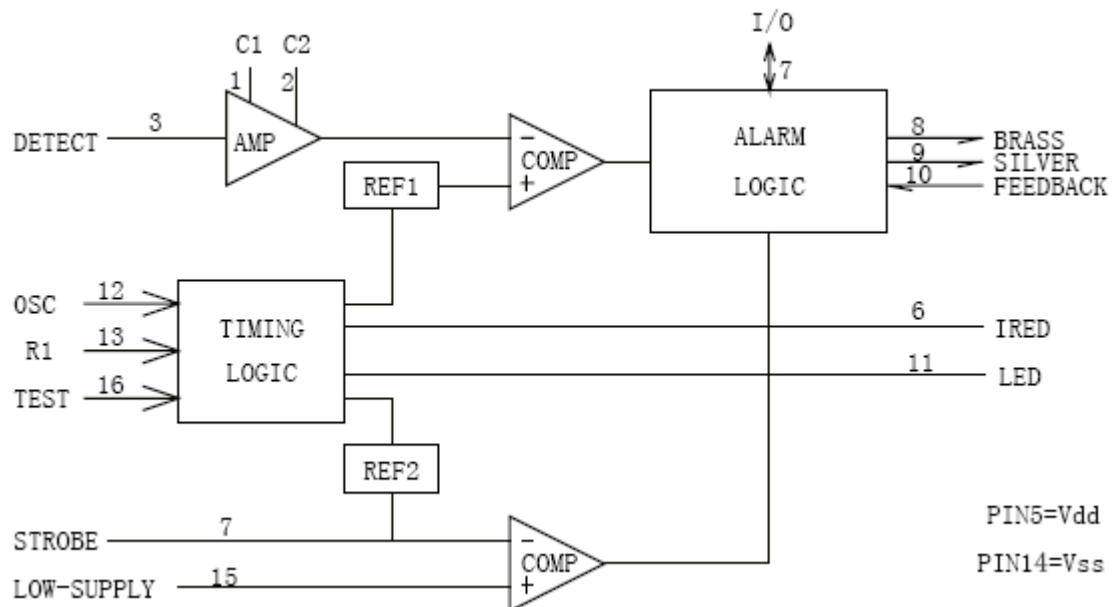 I/O
C1 C2
1 2 7
DETECT 3 AMP
- COMP +
REF1
ALARM LOGIC
8 BRASS
9 SILVER
10 FEEDBACK
OSC 12
R1 13
TEST 16
TIMING LOGIC
6 IRED
11 LED
REF2
STROBE 7
LOW-SUPPLY 15
- COMP +
PIN5=Vdd
PIN14=Vss